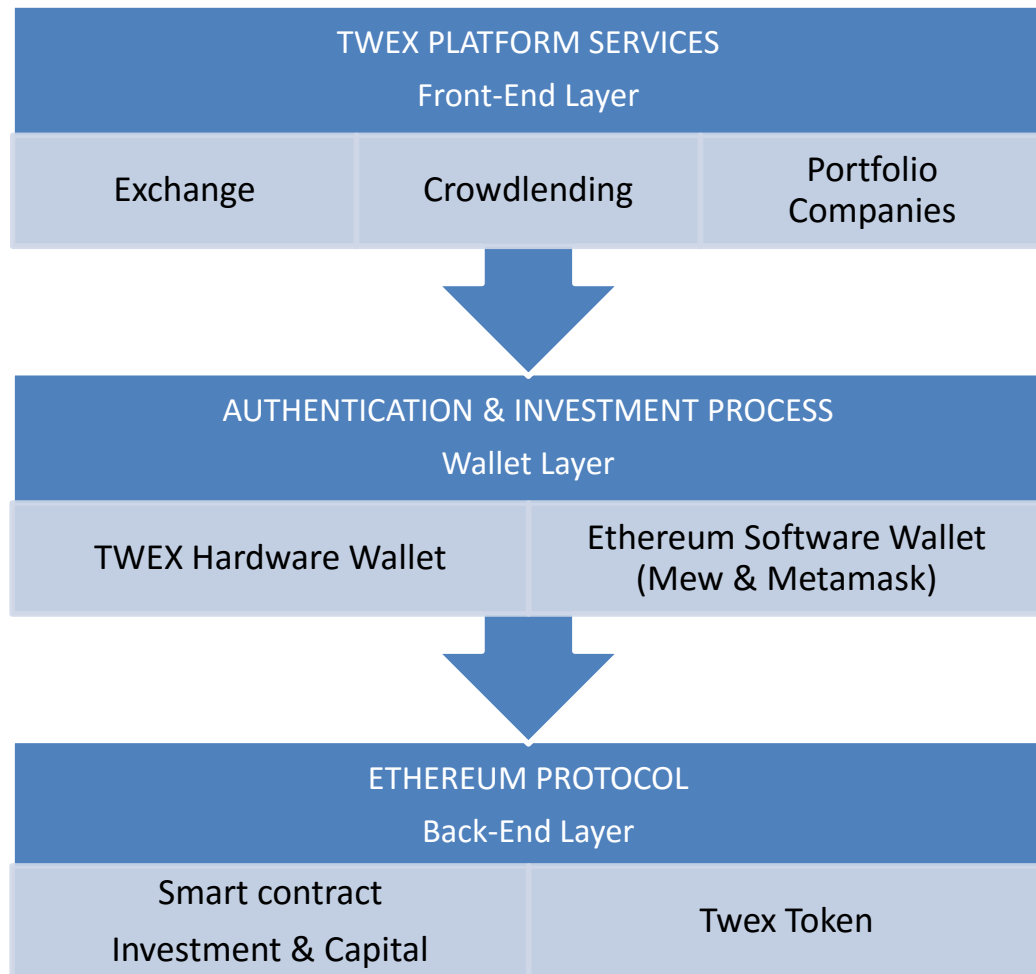 TWEX PLATFORM SERVICES
Front-End Layer
Exchange
Crowdlending
Portfolio
Companies
AUTHENTICATION & INVESTMENT PROCESS
Wallet Layer
TWEX Hardware Wallet
Ethereum Software Wallet
(Mew & Metamask)
ETHEREUM PROTOCOL
Back-End Layer
Smart contract
Investment & Capital
Twex Token